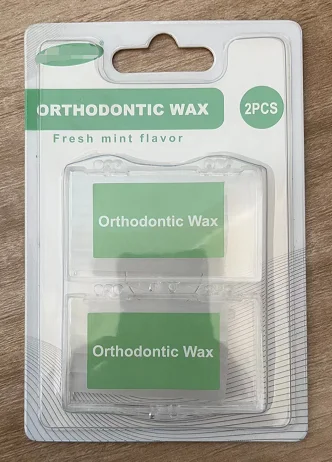 ORTHODONTIC WAX
2PCS
Fresh mint flavor
Orthodontic Wax
Orthodontic Wax